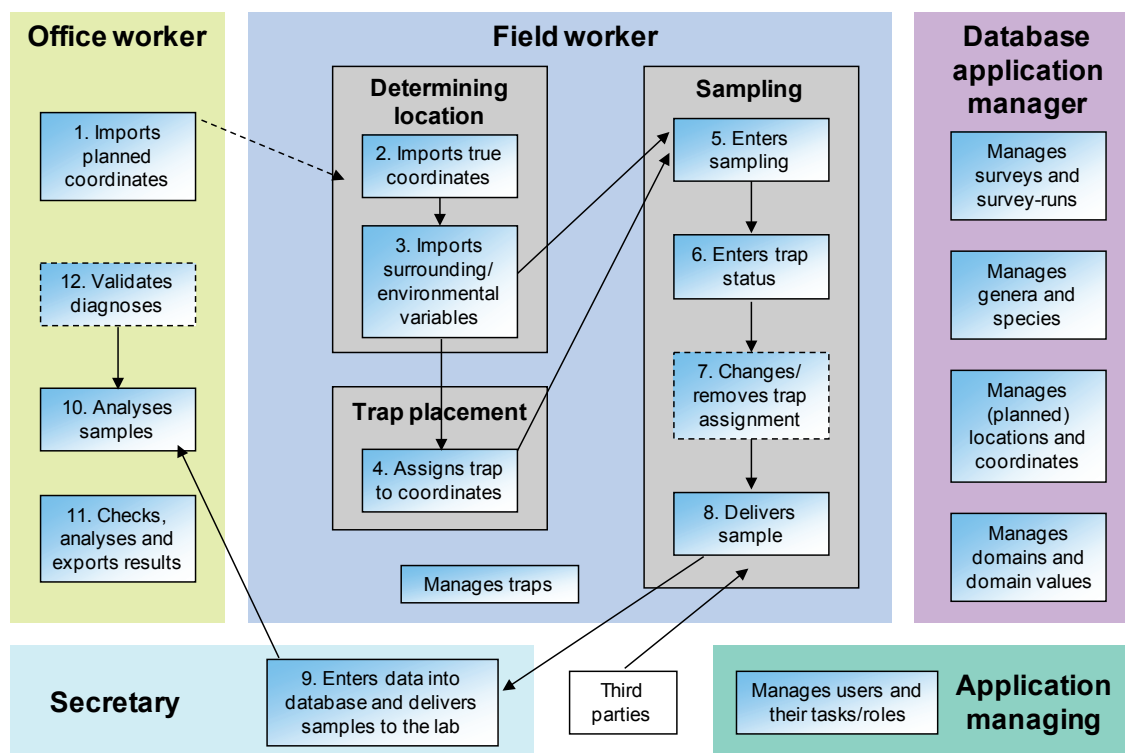 Office worker
1. Imports
planned
coordinates
12. Validates
diagnoses
10. Analyses
samples
11. Checks,
analyses and
exports results
Field worker
Determining
location
2. Imports true
coordinates
3. Imports
surrounding/
environmental
variables
Trap placement
4. Assigns trap
to coordinates
Manages traps
Sampling
5. Enters
sampling
6. Enters trap
status
7. Changes/
removes trap
assignment
8. Delivers
sample
Database
application
manager
Manages
surveys and
survey-runs
Manages
genera and
species
Manages
(planned)
locations and
coordinates
Manages
domains and
domain values
Secretary
9. Enters data into
database and delivers
samples to the lab
Third
parties
Manages users and
their tasks/roles
Application
managing